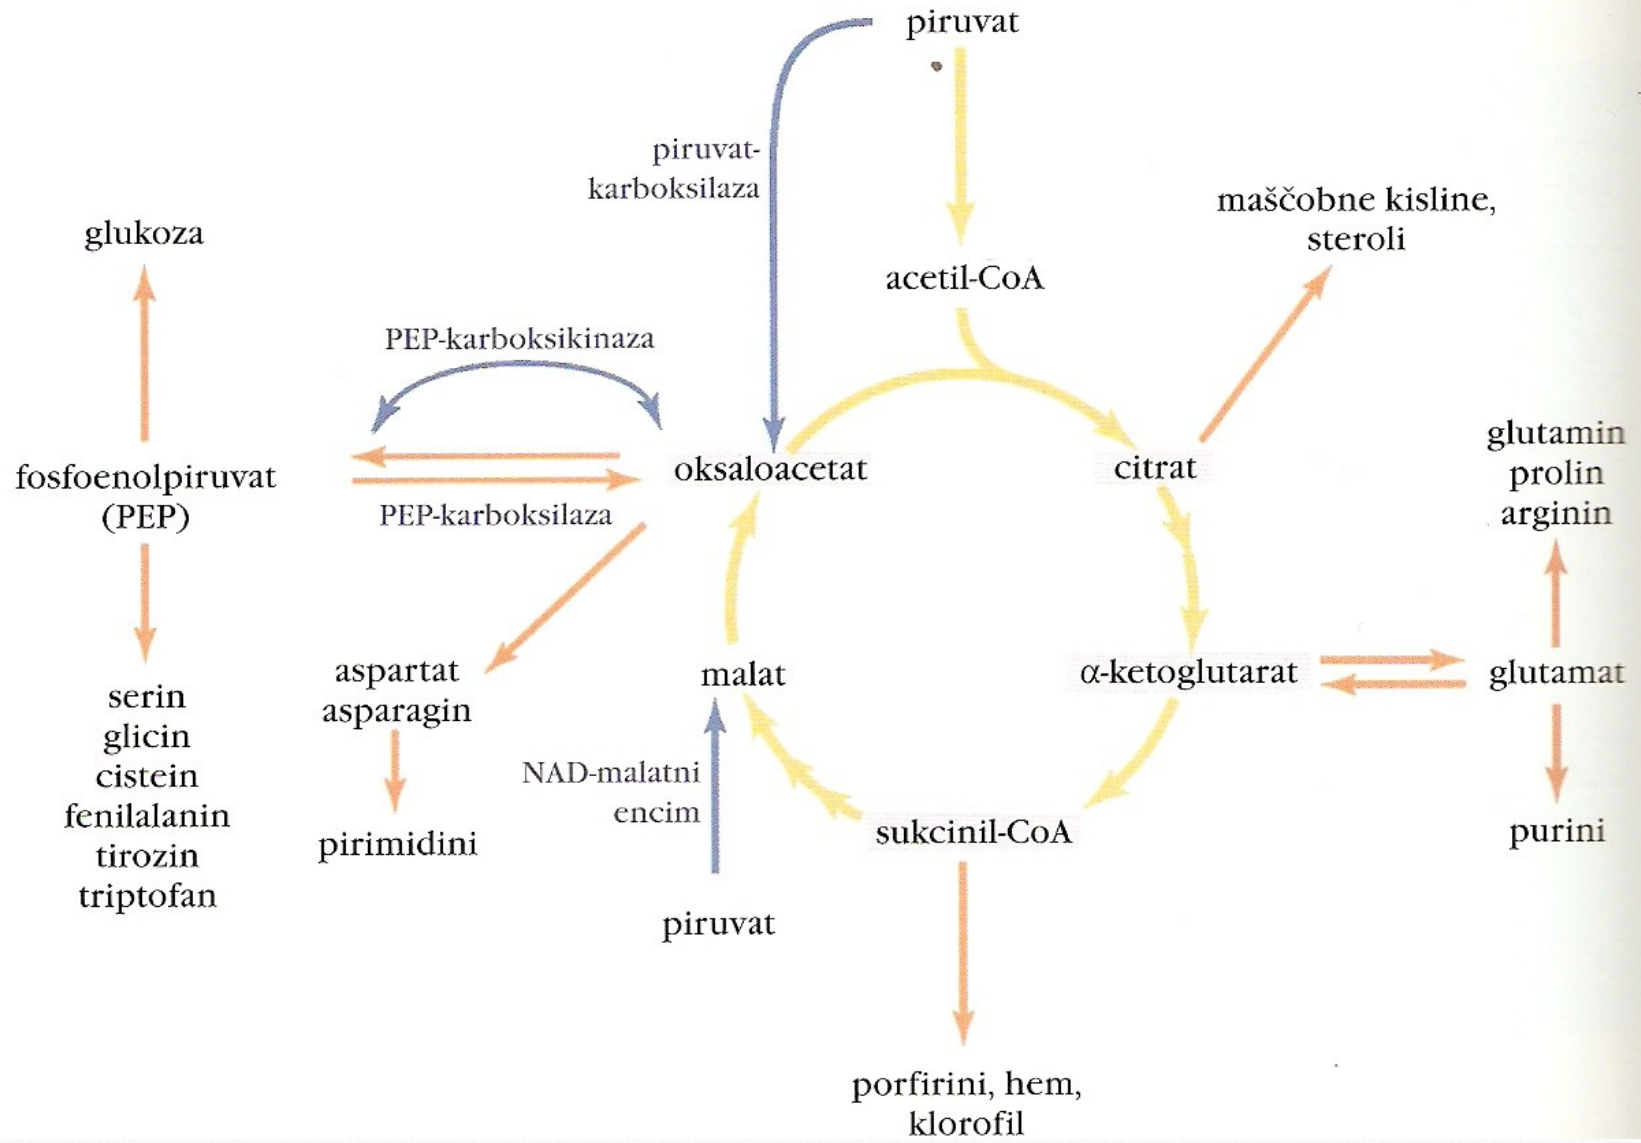 piruvat
piruvat-
karboksilaza
maščobne kisline,
steroli
glukoza
acetil-CoA
PEP-karboksikinaza
glutamin
prolin
arginin
fosfoenolpiruvat
(PEP)
oksaloacetat
citrat
PEP-karboksilaza
aspartat
asparagin
malat
α-ketoglutarat
glutamat
serin
glicin
cistein
fenilalanin
tirozin
triptofan
NAD-malatni
encim
pirimidini
sukcinil-CoA
purini
piruvat
porfirini, hem,
klorofil